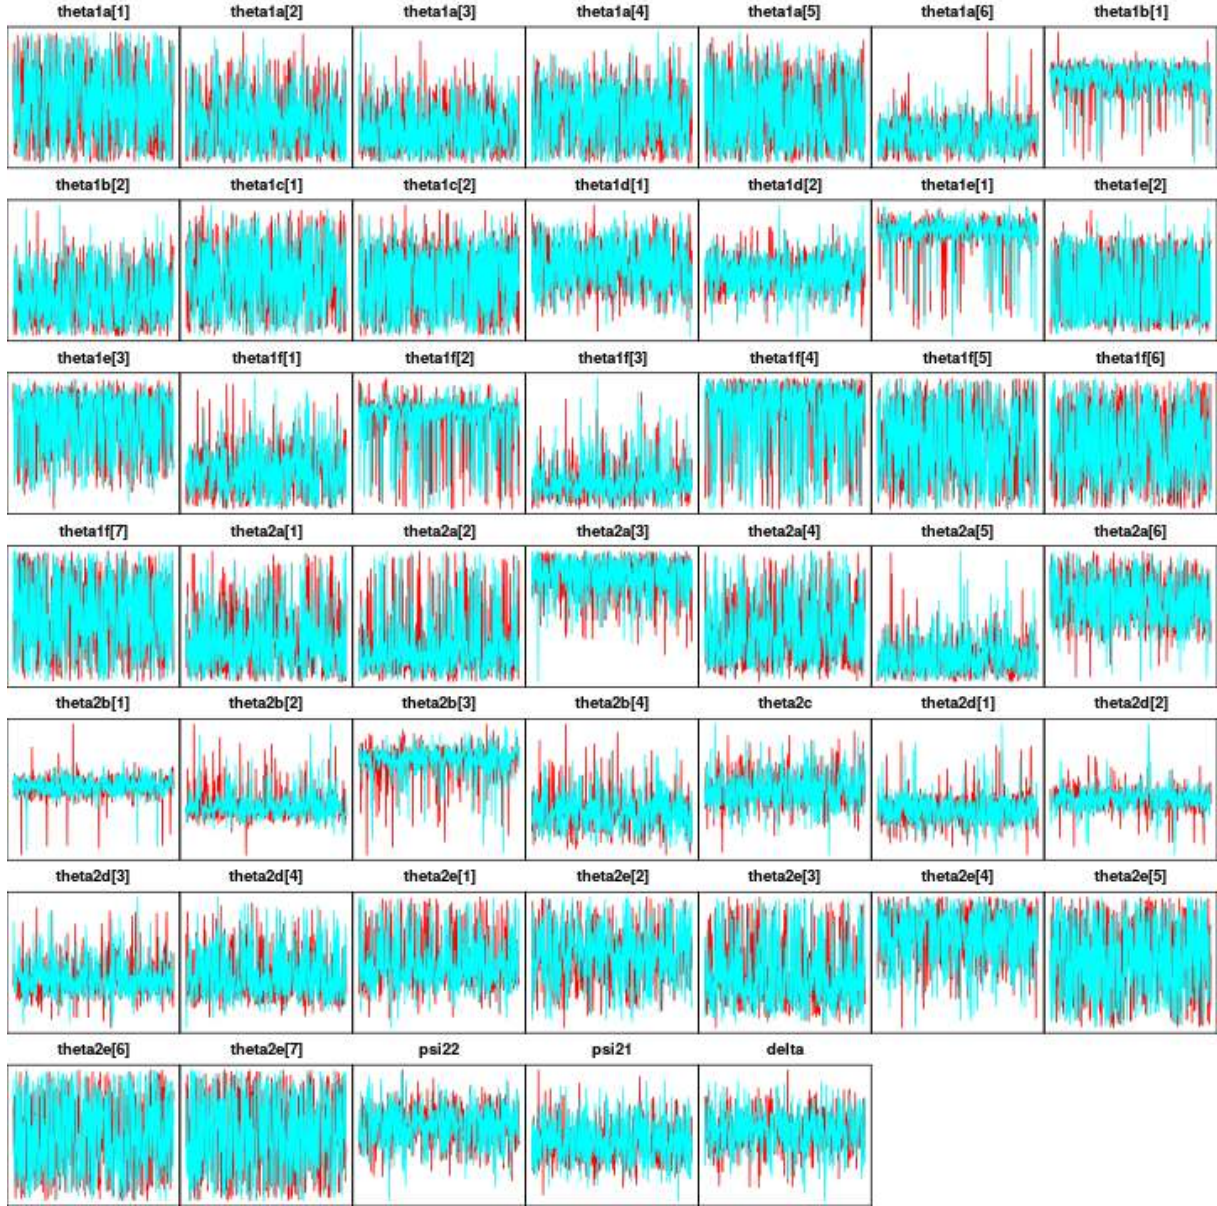 theta1a[1] theta1a[2] theta1a[3] theta1a[4] theta1a[5] theta1a[6] theta1b[1]
theta1b[2] theta1c[1] theta1c[2] theta1d[1] theta1d[2] theta1e[1] theta1e[2]
theta1e[3] theta1f[1] theta1f[2] theta1f[3] theta1f[4] theta1f[5] theta1f[6]
theta1f[7] theta2a[1] theta2a[2] theta2a[3] theta2a[4] theta2a[5] theta2a[6]
theta2b[1] theta2b[2] theta2b[3] theta2b[4] theta2c theta2d[1] theta2d[2]
theta2d[3] theta2d[4] theta2e[1] theta2e[2] theta2e[3] theta2e[4] theta2e[5]
theta2e[6] theta2e[7] psi22 psi21 delta